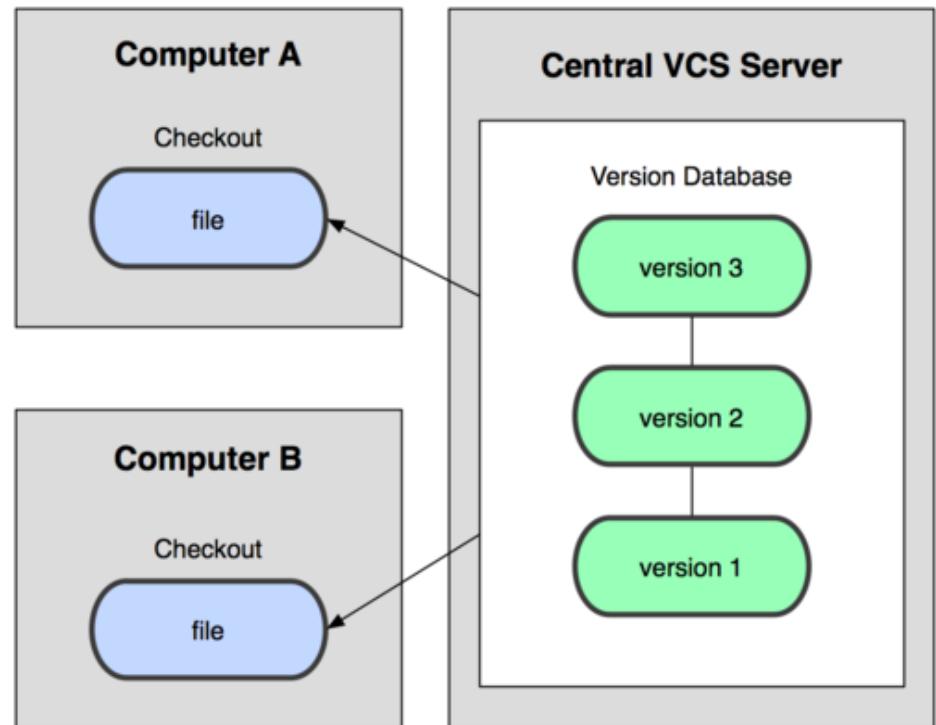 Computer A
Checkout
file
Computer B
Checkout
file
Central VCS Server
Version Database
version 3
version 2
version 1